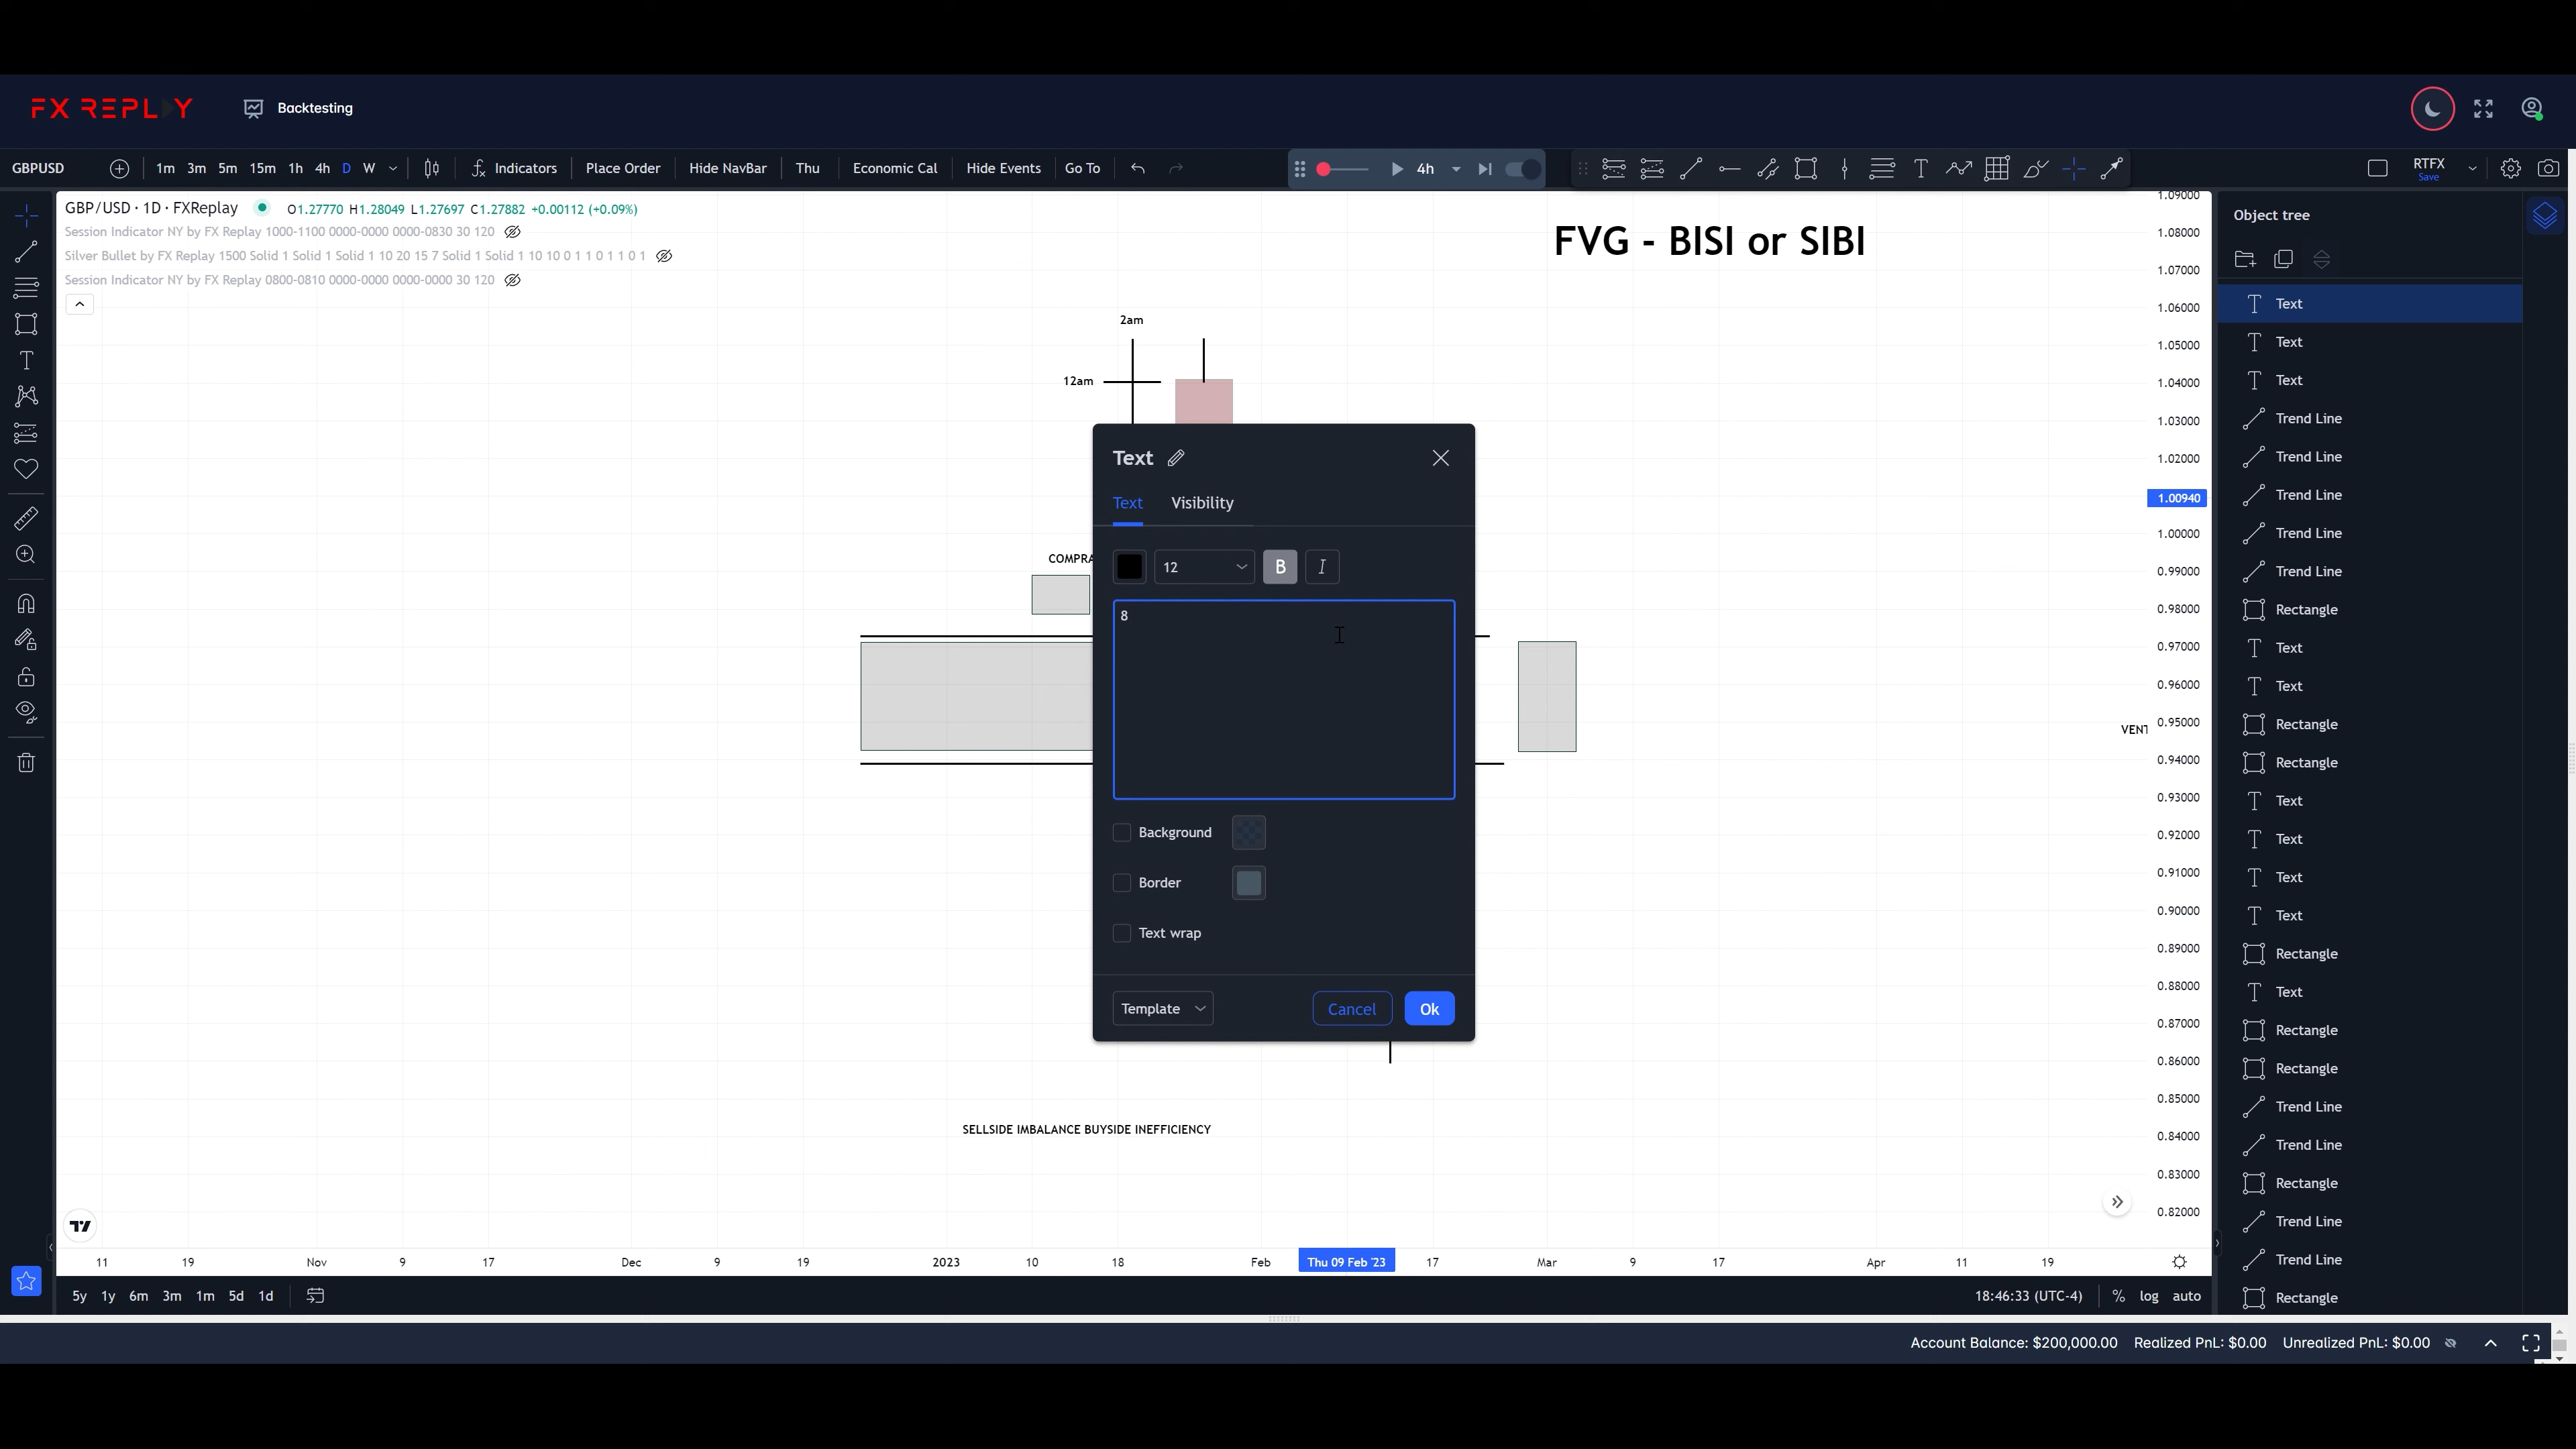 FX REPLAY
Backtesting
GBPUSD
1m 3m 5m 15m 1h 4h D W
Indicators
Place Order
Hide NavBar
Thu
Economic Cal
Hide Events
Go To
4h
RTFX
Save
GBP/USD · 1D · FXReplay
O1.27770 H1.28049 L1.27697 C1.27882 +0.00112 (+0.09%)
Session Indicator NY by FX Replay 1000-1100 0000-0000 0000-0830 30 120
Silver Bullet by FX Replay 1500 Solid 1 Solid 1 Solid 1 10 20 15 7 Solid 1 Solid 1 10 10 0 1 1 0 1 1 0 1
Session Indicator NY by FX Replay 0800-0810 0000-0000 0000-0000 30 120
FVG - BISI or SIBI
2am
12am
COMPRA
VENT
SELLSIDE IMBALANCE BUYSIDE INEFFICIENCY
Text
Text
Visibility
12
B
I
8
Background
Border
Text wrap
Template
Cancel
Ok
1.09000
1.08000
1.07000
1.06000
1.05000
1.04000
1.03000
1.02000
1.00940
1.00000
0.99000
0.98000
0.97000
0.96000
0.95000
0.94000
0.93000
0.92000
0.91000
0.90000
0.89000
0.88000
0.87000
0.86000
0.85000
0.84000
0.83000
0.82000
11 19 Nov 9 17 Dec 9 19 2023 10 18 Feb Thu 09 Feb '23 17 Mar 9 17 Apr 11 19
5y 1y 6m 3m 1m 5d 1d
18:46:33 (UTC-4)
% log auto
Object tree
Text
Text
Text
Trend Line
Trend Line
Trend Line
Trend Line
Trend Line
Rectangle
Text
Text
Rectangle
Rectangle
Text
Text
Text
Text
Rectangle
Text
Rectangle
Rectangle
Trend Line
Trend Line
Rectangle
Trend Line
Trend Line
Rectangle
Account Balance: $200,000.00 Realized PnL: $0.00 Unrealized PnL: $0.00